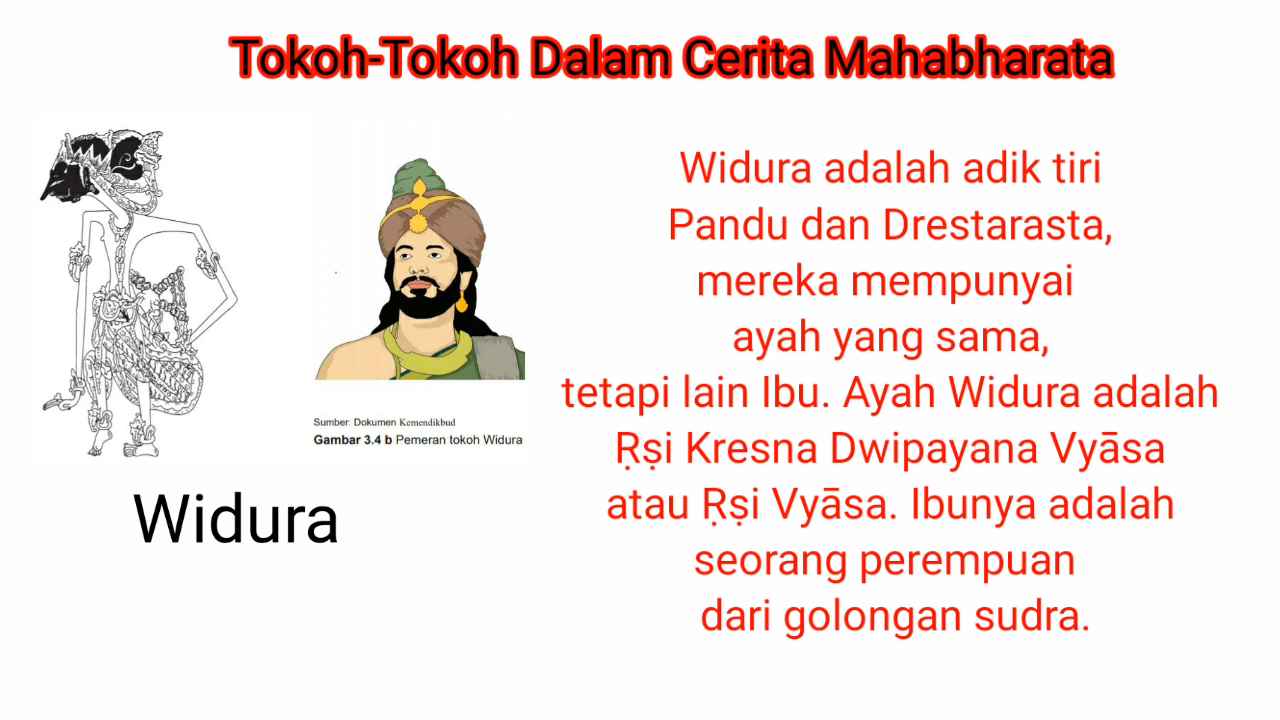 Tokoh-Tokoh Dalam Cerita Mahabharata
Sumber: Dokumen Kemendikbud
Gambar 3.4 b Pemeran tokoh Widura
Widura
Widura adalah adik tiri
Pandu dan Drestarasta,
mereka mempunyai
ayah yang sama,
tetapi lain Ibu. Ayah Widura adalah
Ṛṣi Kresna Dwipayana Vyāsa
atau Ṛṣi Vyāsa. Ibunya adalah
seorang perempuan
dari golongan sudra.